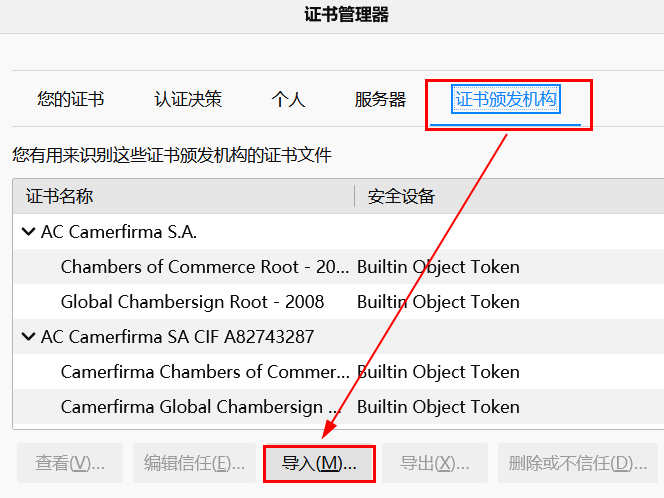 证书管理器
您的证书 认证决策 个人 服务器 证书颁发机构
您有用来识别这些证书颁发机构的证书文件
证书名称 安全设备
AC Camerfirma S.A.
Chambers of Commerce Root - 20... Builtin Object Token
Global Chambersign Root - 2008 Builtin Object Token
AC Camerfirma SA CIF A82743287
Camerfirma Chambers of Commer... Builtin Object Token
Camerfirma Global Chambersign ... Builtin Object Token
查看(V)... 编辑信任(E)... 导入(M)... 导出(X)... 删除或不信任(D)...